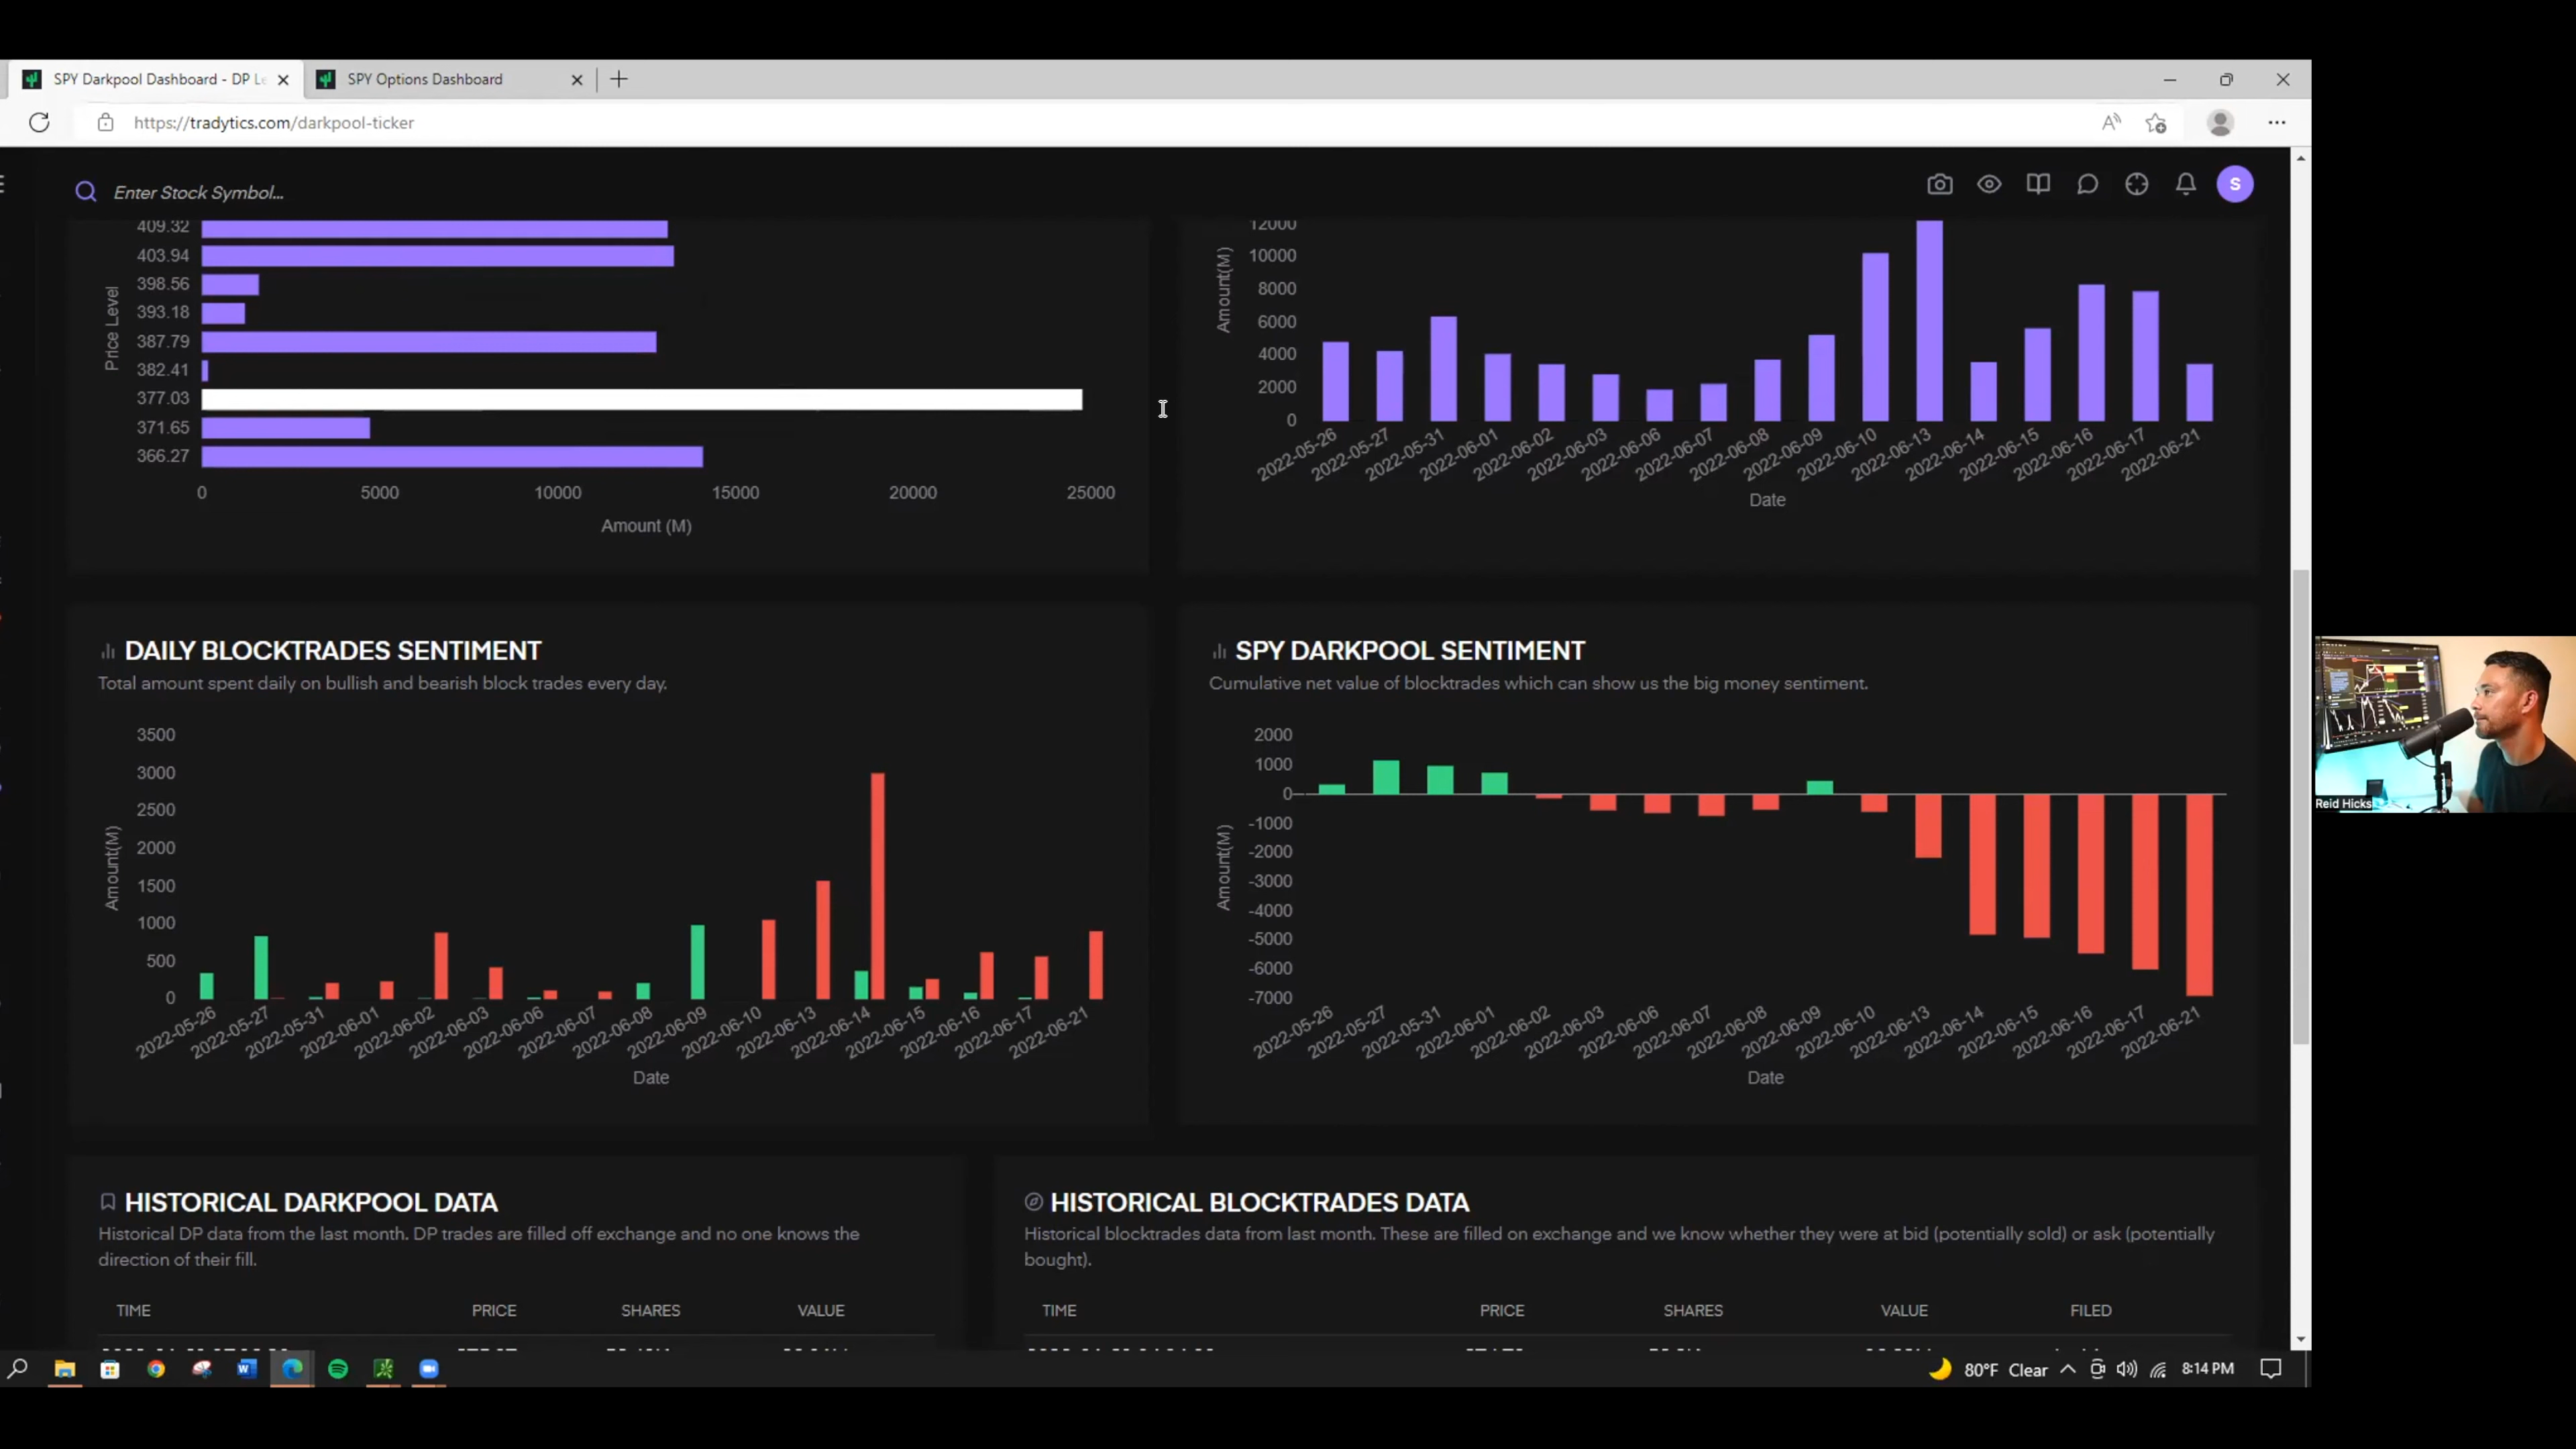 SPY Darkpool Dashboard - DP Le
SPY Options Dashboard
https://tradytics.com/darkpool-ticker
Enter Stock Symbol...
S
Price Level
409.32
403.94
398.56
393.18
387.79
382.41
377.03
371.65
366.27
0 5000 10000 15000 20000 25000
Amount (M)
Amount(M)
12000
10000
8000
6000
4000
2000
0
2022-05-26 2022-05-27 2022-05-31 2022-06-01 2022-06-02 2022-06-03 2022-06-06 2022-06-07 2022-06-08 2022-06-09 2022-06-10 2022-06-13 2022-06-14 2022-06-15 2022-06-16 2022-06-17 2022-06-21
Date
DAILY BLOCKTRADES SENTIMENT
Total amount spent daily on bullish and bearish block trades every day.
Amount(M)
3500
3000
2500
2000
1500
1000
500
0
2022-05-26 2022-05-27 2022-05-31 2022-06-01 2022-06-02 2022-06-03 2022-06-06 2022-06-07 2022-06-08 2022-06-09 2022-06-10 2022-06-13 2022-06-14 2022-06-15 2022-06-16 2022-06-17 2022-06-21
Date
SPY DARKPOOL SENTIMENT
Cumulative net value of blocktrades which can show us the big money sentiment.
Amount(M)
2000
1000
0
-1000
-2000
-3000
-4000
-5000
-6000
-7000
2022-05-26 2022-05-27 2022-05-31 2022-06-01 2022-06-02 2022-06-03 2022-06-06 2022-06-07 2022-06-08 2022-06-09 2022-06-10 2022-06-13 2022-06-14 2022-06-15 2022-06-16 2022-06-17 2022-06-21
Date
Reid Hicks
HISTORICAL DARKPOOL DATA
Historical DP data from the last month. DP trades are filled off exchange and no one knows the
direction of their fill.
TIME PRICE SHARES VALUE
HISTORICAL BLOCKTRADES DATA
Historical blocktrades data from last month. These are filled on exchange and we know whether they were at bid (potentially sold) or ask (potentially
bought).
TIME PRICE SHARES VALUE FILED
80°F Clear
8:14 PM